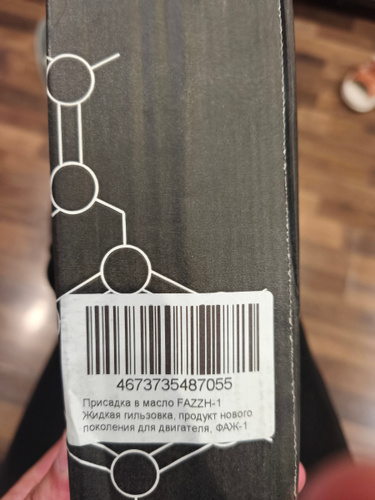 4673735487055
Присадка в масло FAZZH-1
Жидкая гильзовка, продукт нового
поколения для двигателя, ФАЖ-1